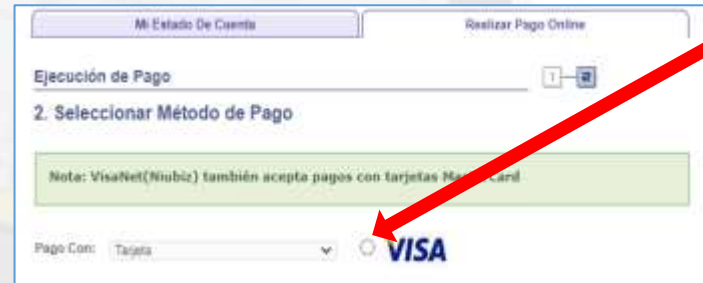 Mi Estado De Cuenta
Realizar Pago Online
Ejecución de Pago
1 2
2. Seleccionar Método de Pago
Nota: VisaNet(Niubiz) también acepta pagos con tarjetas MasterCard
Pago Con: Tarjeta VISA